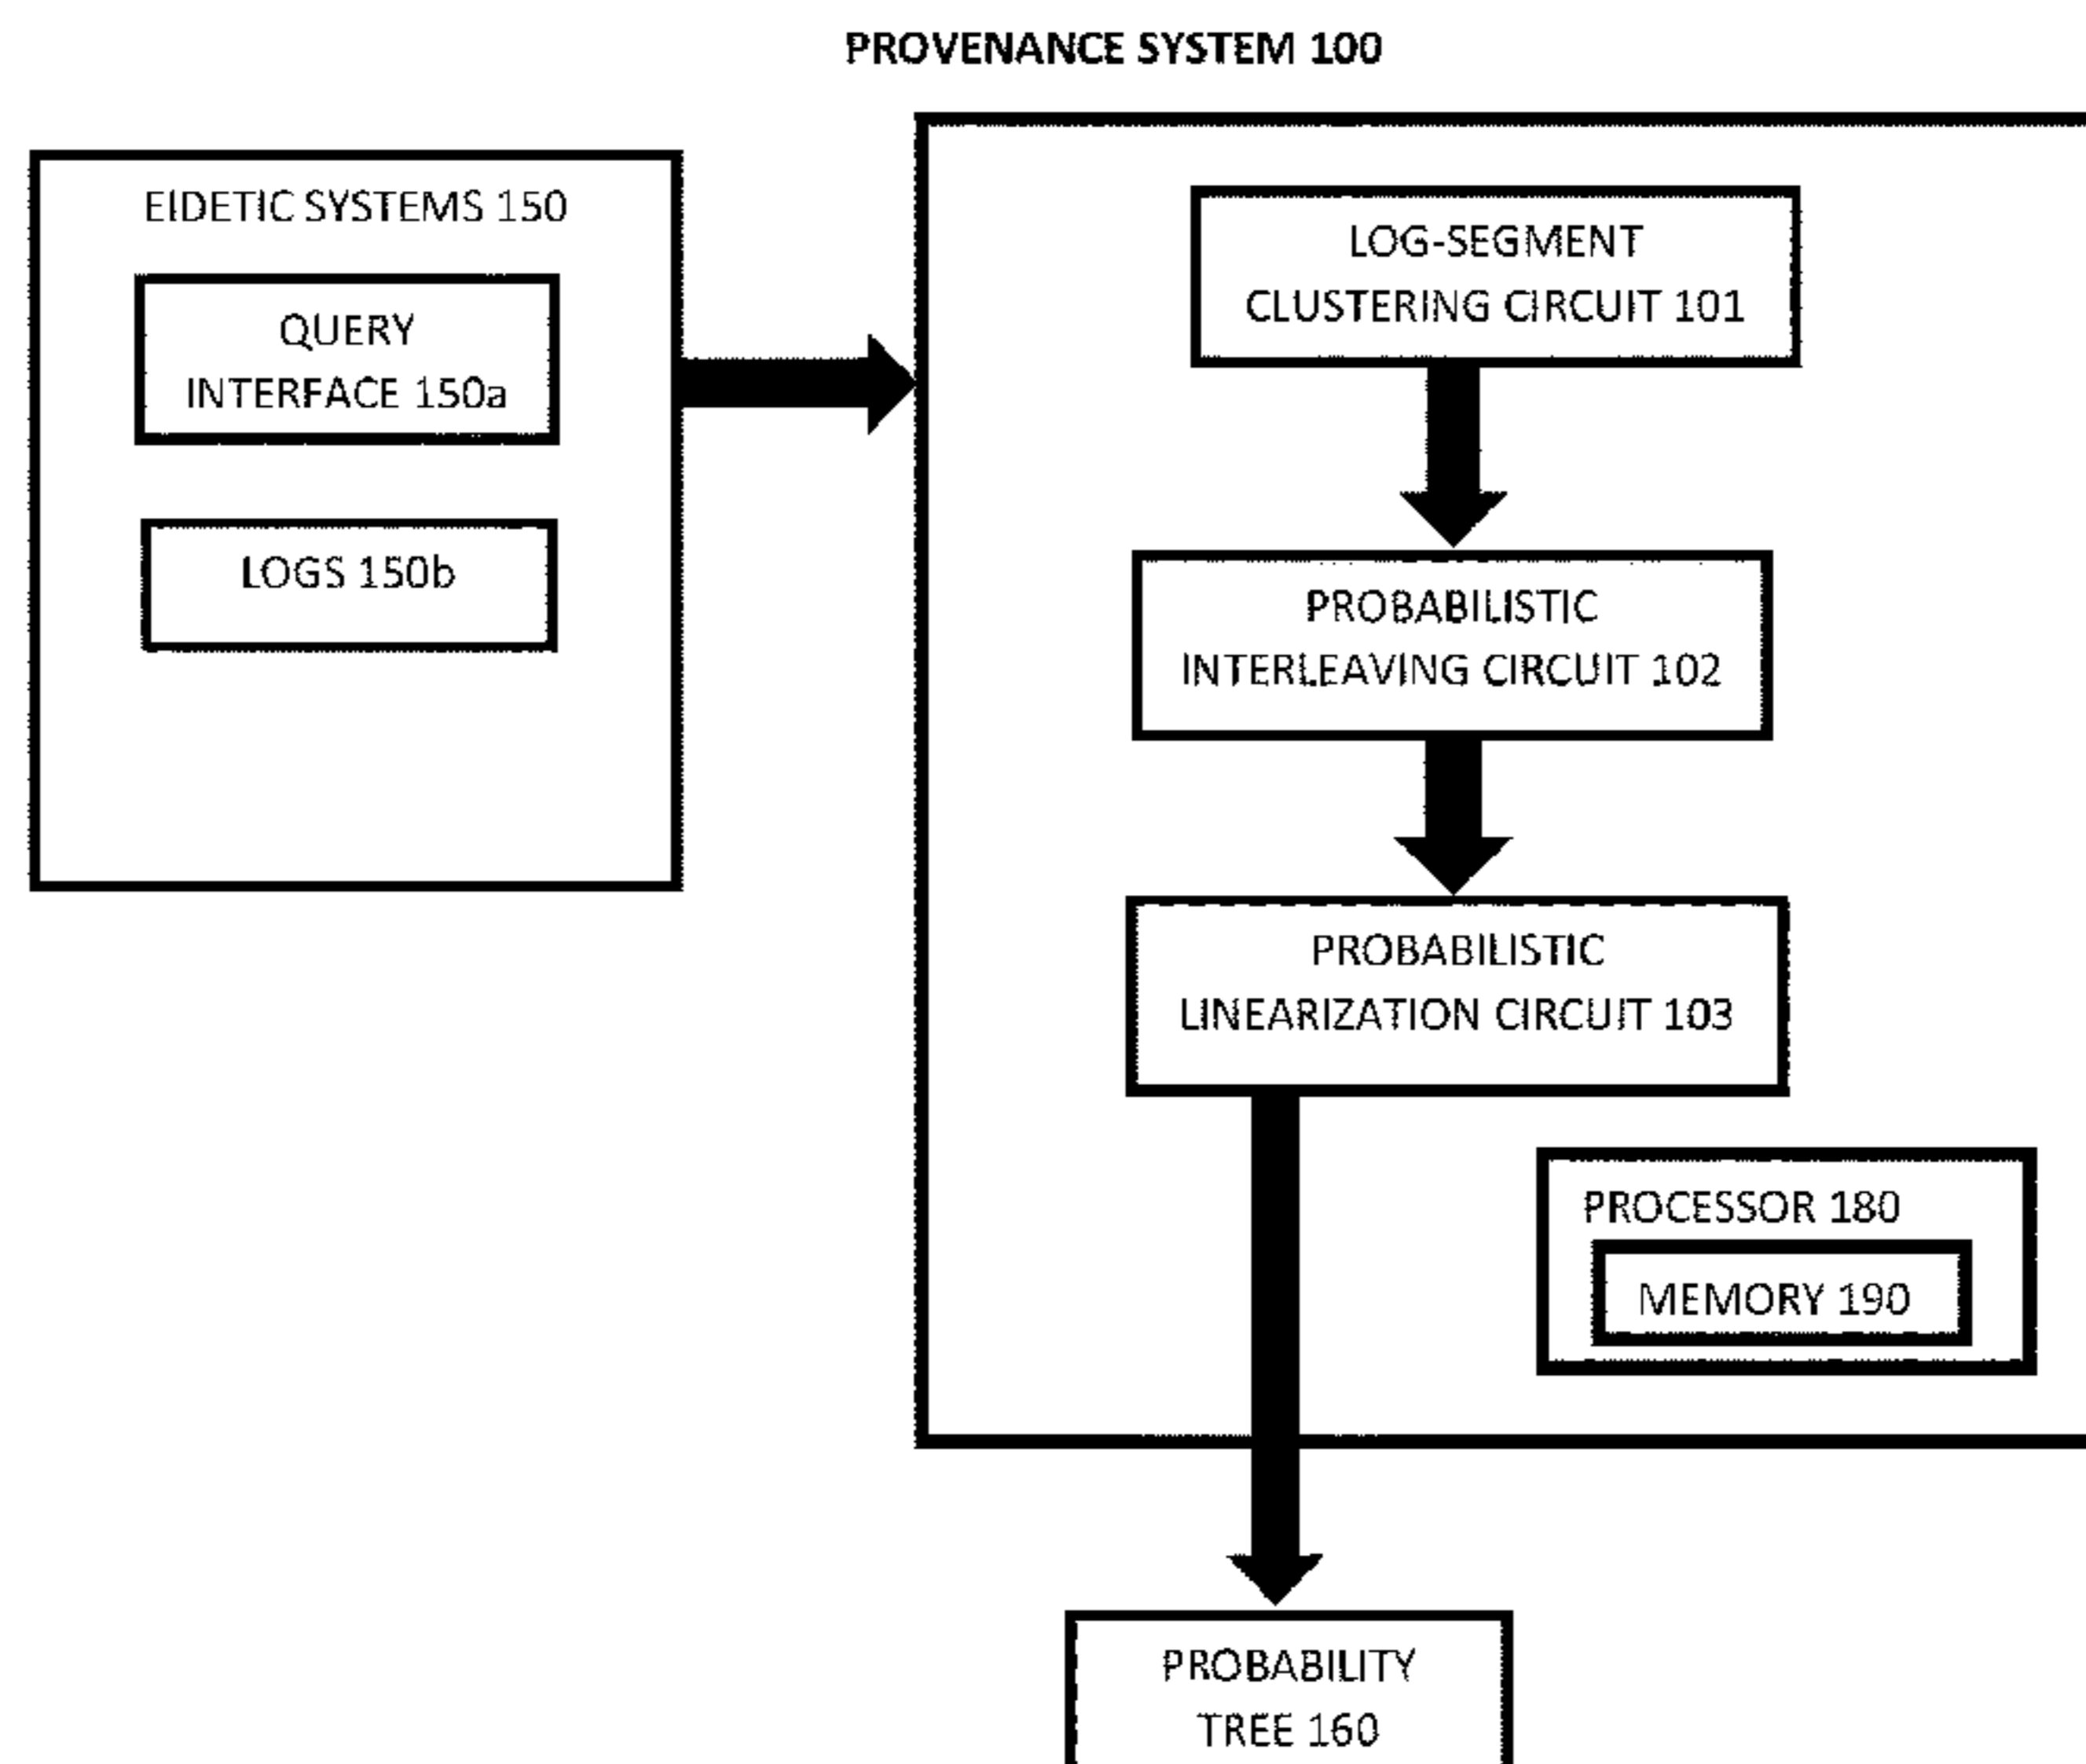 PROVENANCE SYSTEM 100
EIDETIC SYSTEMS 150
QUERY
INTERFACE 150a
LOGS 150b
LOG-SEGMENT
CLUSTERING CIRCUIT 101
PROBABILISTIC
INTERLEAVING CIRCUIT 102
PROBABILISTIC
LINEARIZATION CIRCUIT 103
PROCESSOR 180
MEMORY 190
PROBABILITY
TREE 160